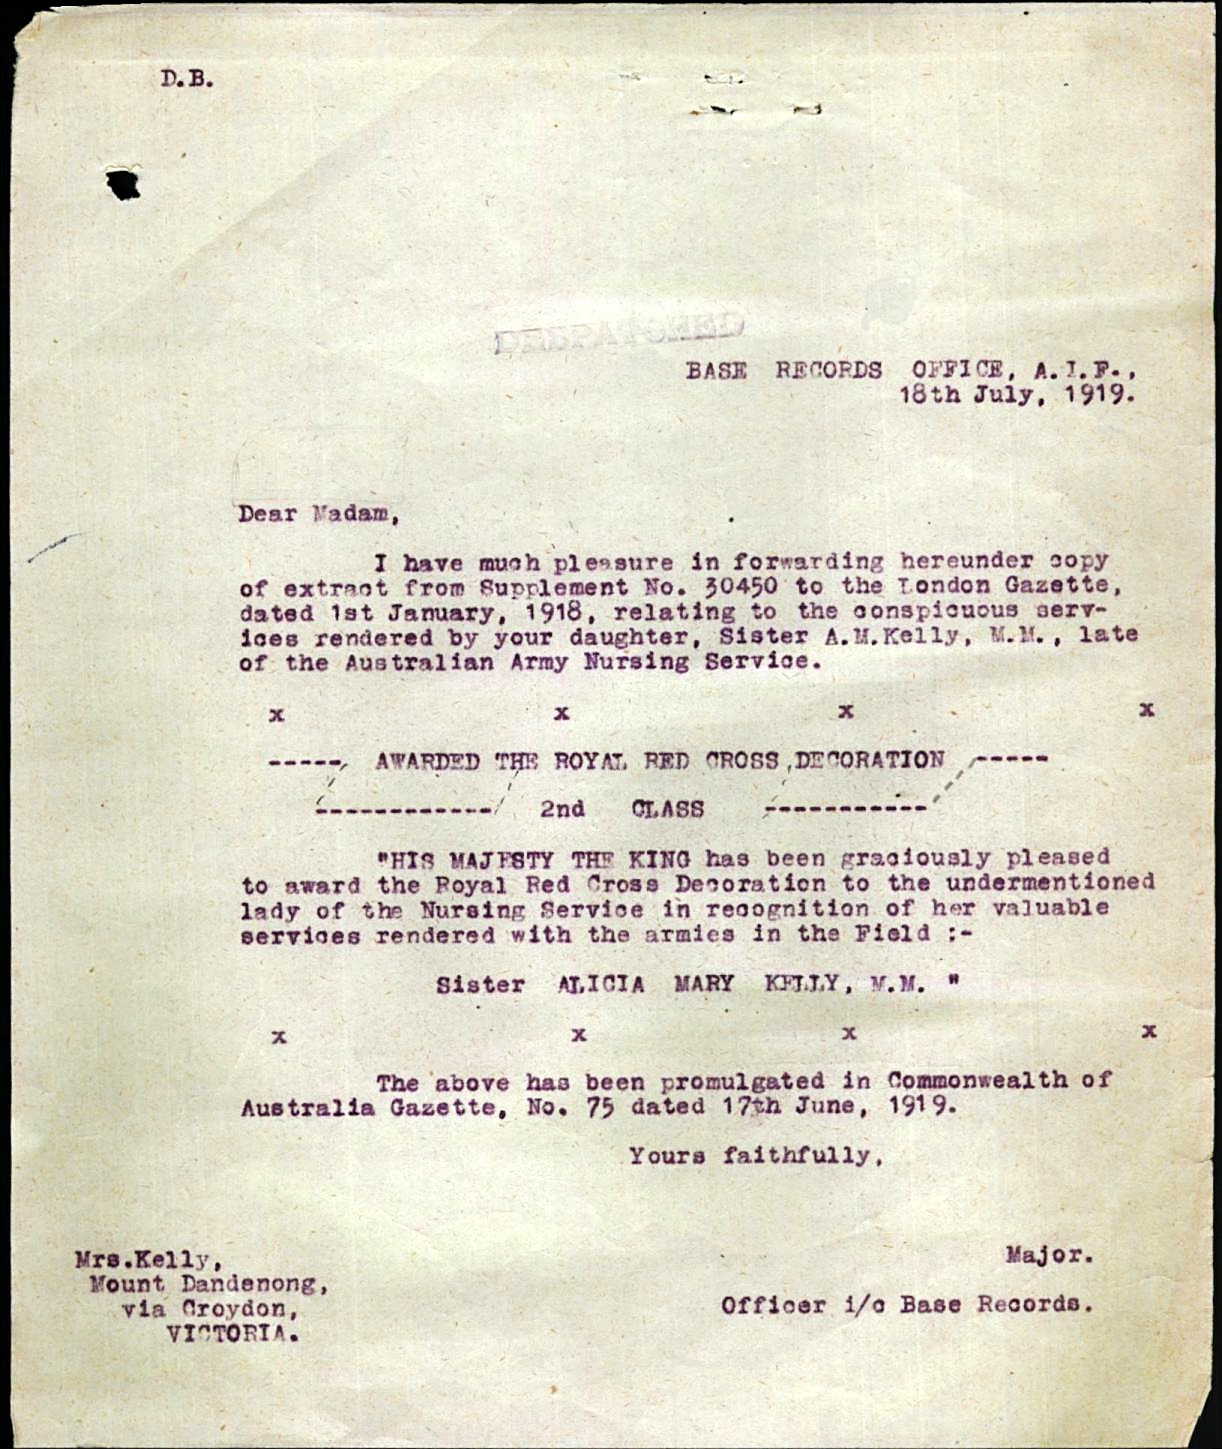 D.B.
DESPATCHED
BASE RECORDS OFFICE, A.I.F.,
18th July, 1919.
Dear Madam,
I have much pleasure in forwarding hereunder copy
of extract from Supplement No. 30450 to the London Gazette,
dated 1st January, 1918, relating to the conspicuous serv-
ices rendered by your daughter, Sister A.M.Kelly, M.M., late
of the Australian Army Nursing Service.
x x x x
-----, AWARDED THE ROYAL RED CROSS DECORATION -----
------------ 2nd CLASS -----------
"HIS MAJESTY THE KING has been graciously pleased
to award the Royal Red Cross Decoration to the undermentioned
lady of the Nursing Service in recognition of her valuable
services rendered with the armies in the Field :-
Sister ALICIA MARY KELLY, M.M. "
x x x x
The above has been promulgated in Commonwealth of
Australia Gazette, No. 75 dated 17th June, 1919.
Yours faithfully,
Major.
Officer i/c Base Records.
Mrs.Kelly,
Mount Dandenong,
via Croydon,
VICTORIA.